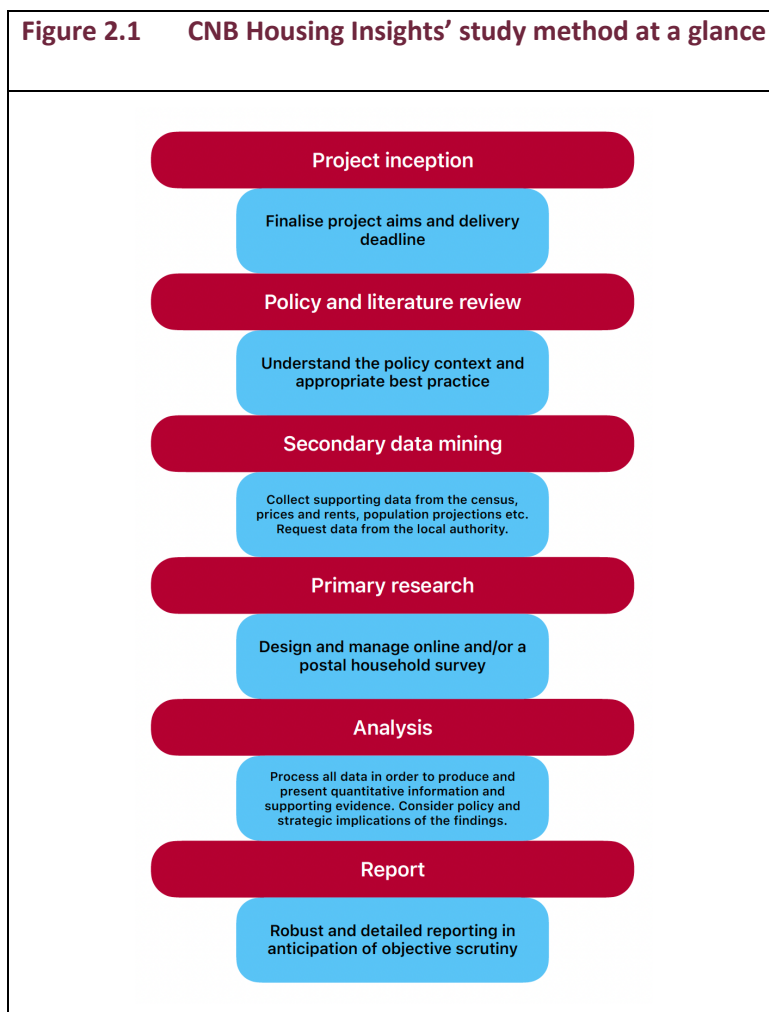 Figure 2.1 CNB Housing Insights’ study method at a glance
Project inception
Finalise project aims and delivery
deadline
Policy and literature review
Understand the policy context and
appropriate best practice
Secondary data mining
Collect supporting data from the census,
prices and rents, population projections etc.
Request data from the local authority.
Primary research
Design and manage online and/or a
postal household survey
Analysis
Process all data in order to produce and
present quantitative information and
supporting evidence. Consider policy and
strategic implications of the findings.
Report
Robust and detailed reporting in
anticipation of objective scrutiny